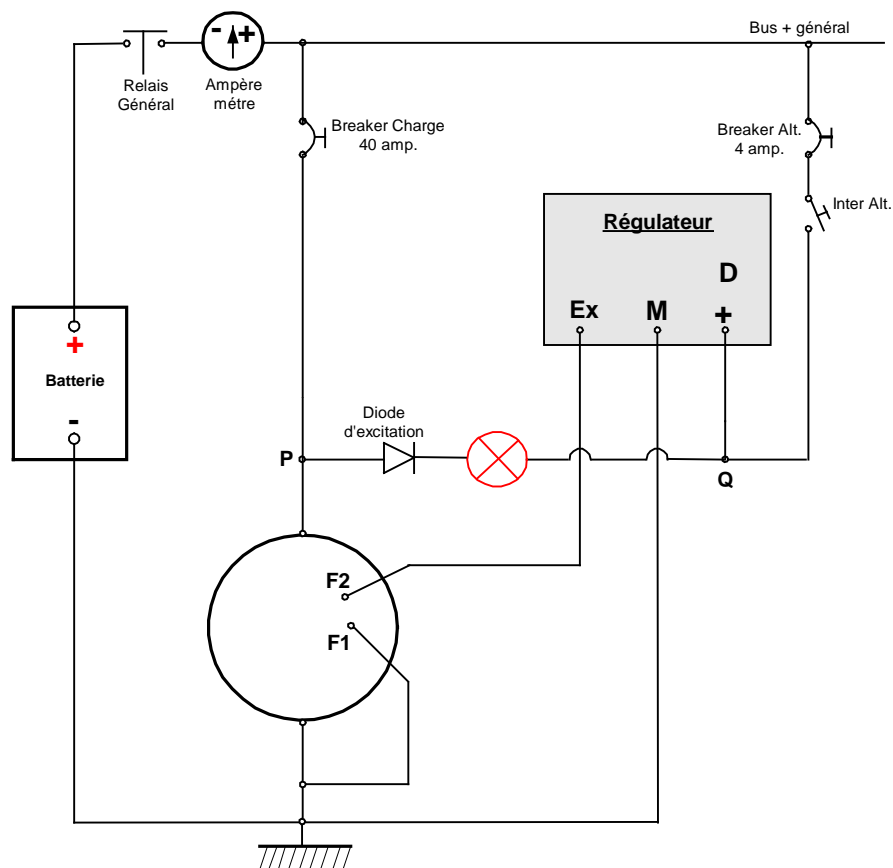 Bus + général
- +
Relais
Général
Ampère
métre
Breaker Charge
40 amp.
Breaker Alt.
4 amp.
Inter Alt.
Régulateur
D
Ex M +
+
Batterie
-
Diode
d'excitation
P
Q
F2
F1